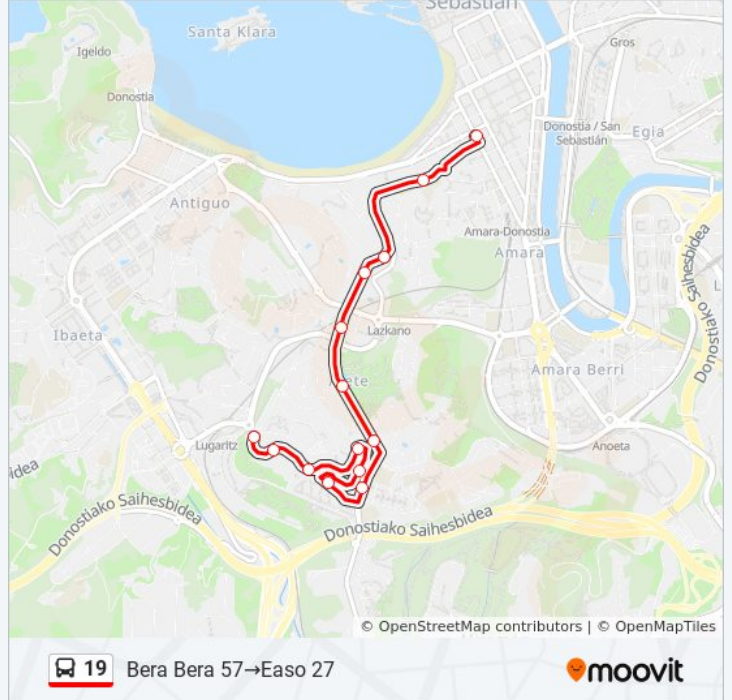 Sebastián
Santa Klara
Gros
Igeldo
Donostia
Donostia / San
Sebastián
Egia
Antiguo
Amara-Donostia
Amara
Donostiako Saihesbidea
Lazkano
Ibaeta
Amara Berri
Lugaritz
Anoeta
Donostiako Saihesbidea
Donostiako Saihesbidea
© OpenStreetMap contributors | © OpenMapTiles
19 Bera Bera 57→Easo 27
moovit